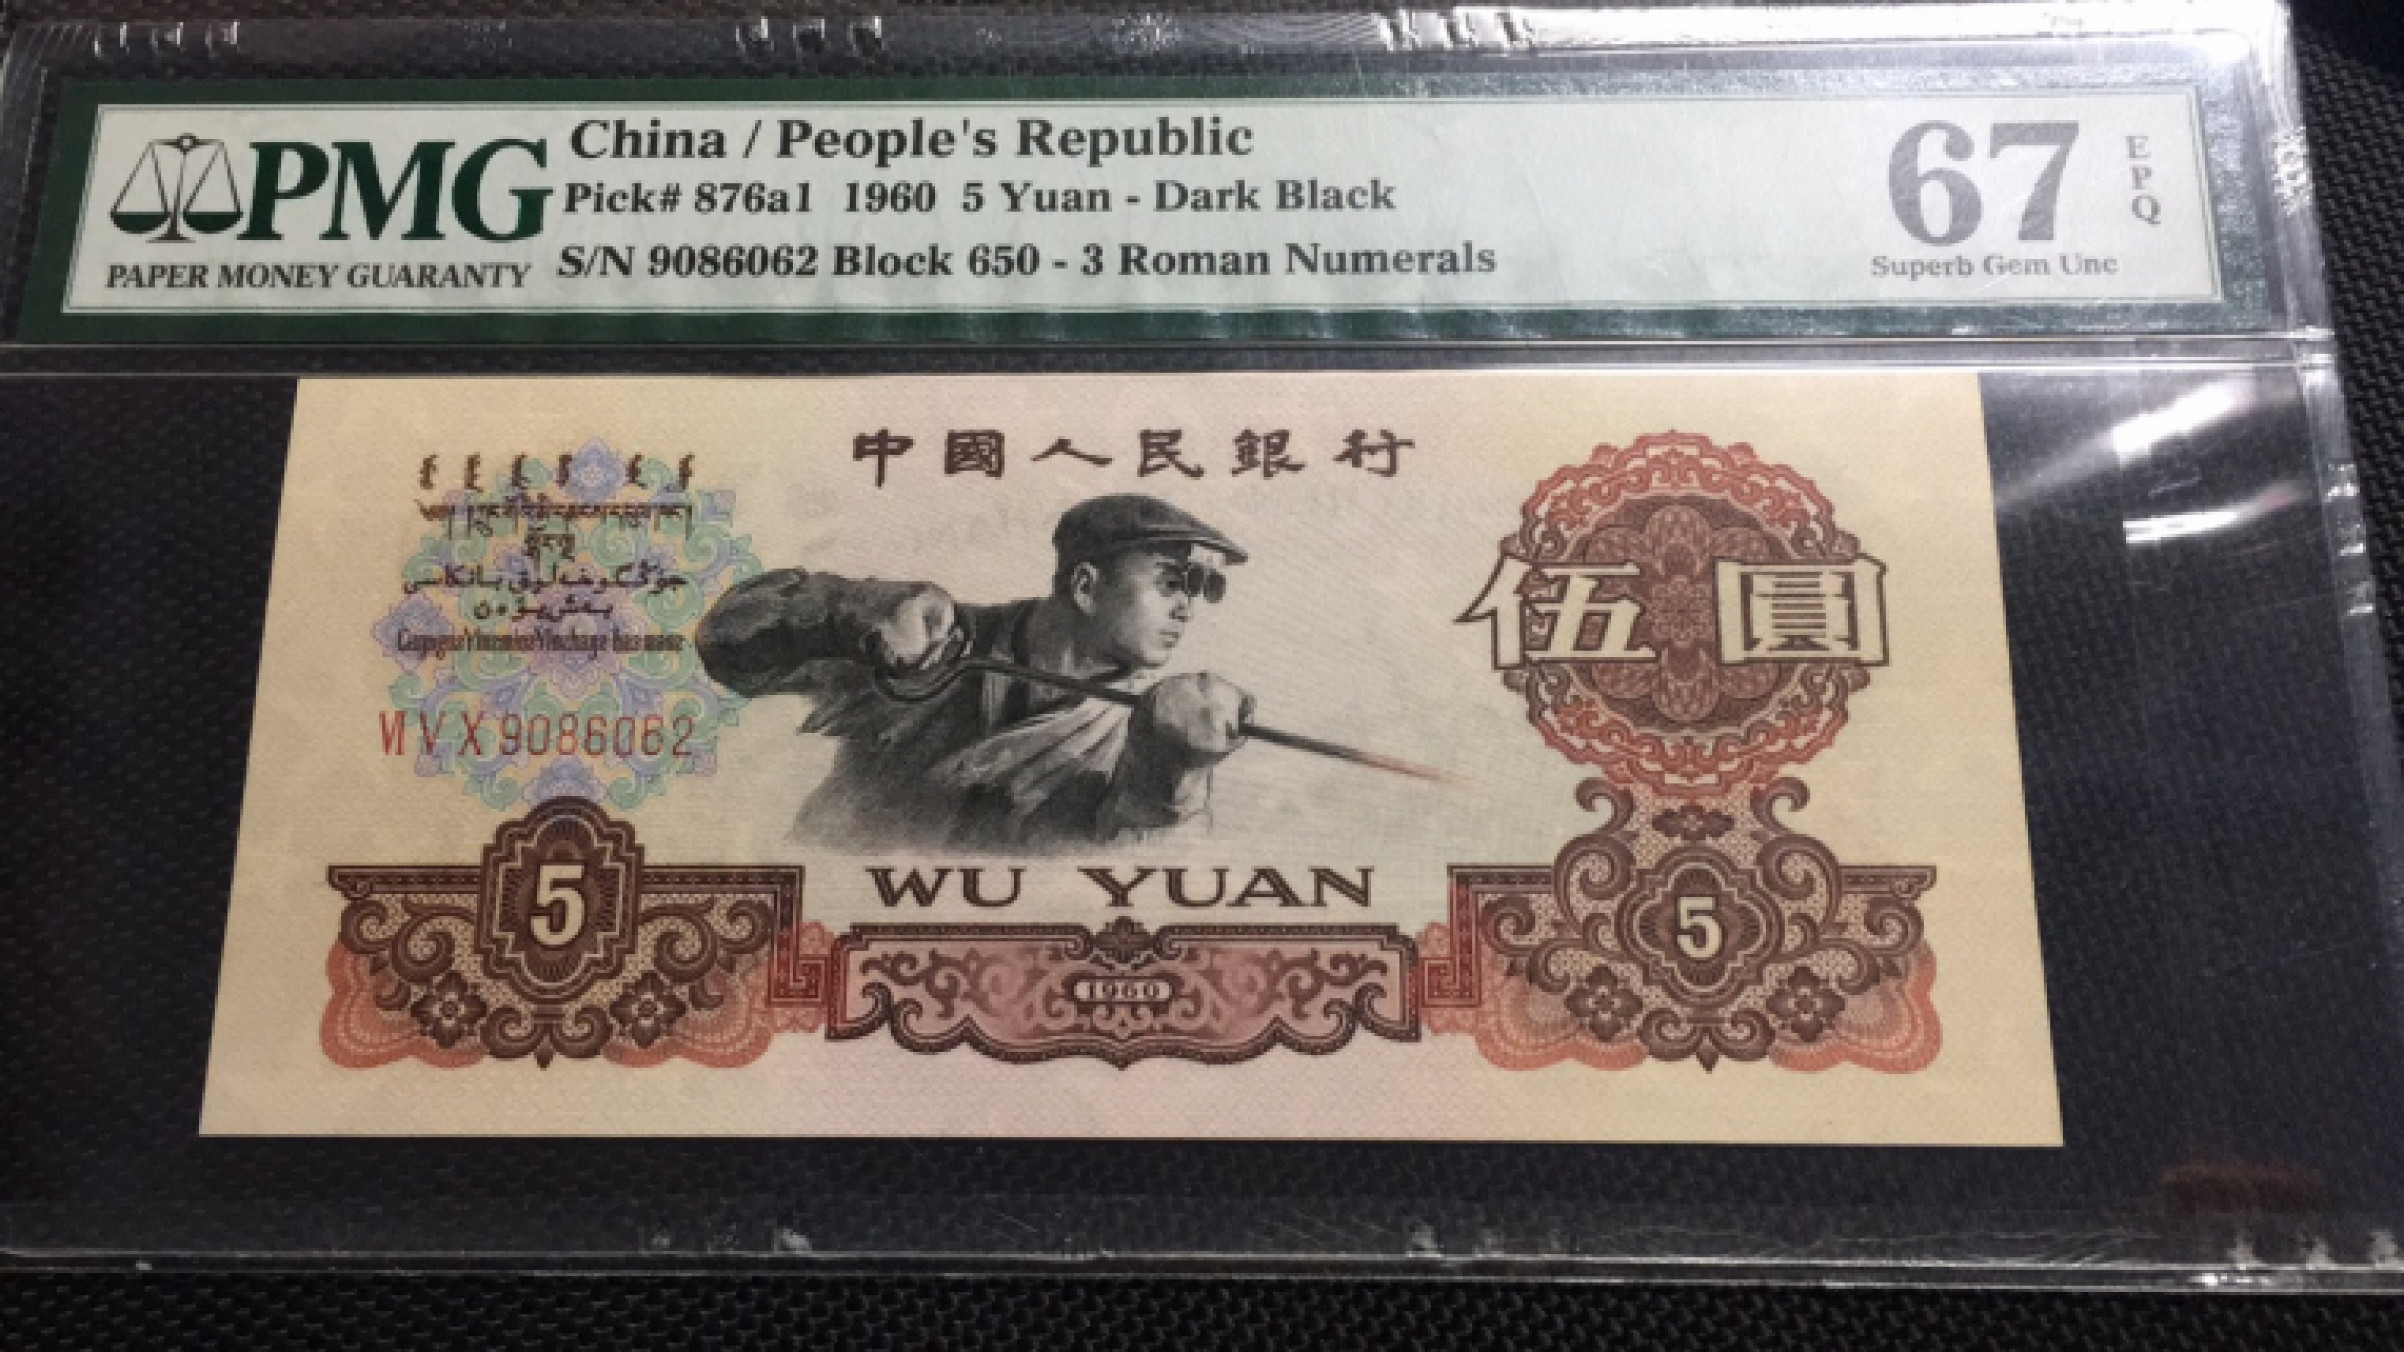 PMG
PAPER MONEY GUARANTY
China / People's Republic
Pick# 876a1 1960 5 Yuan - Dark Black
S/N 9086062 Block 650 - 3 Roman Numerals
67
EPQ
Superb Gem Unc
中國人民銀行
伍圓
VI V X 9086062
5
WU YUAN
1960
5